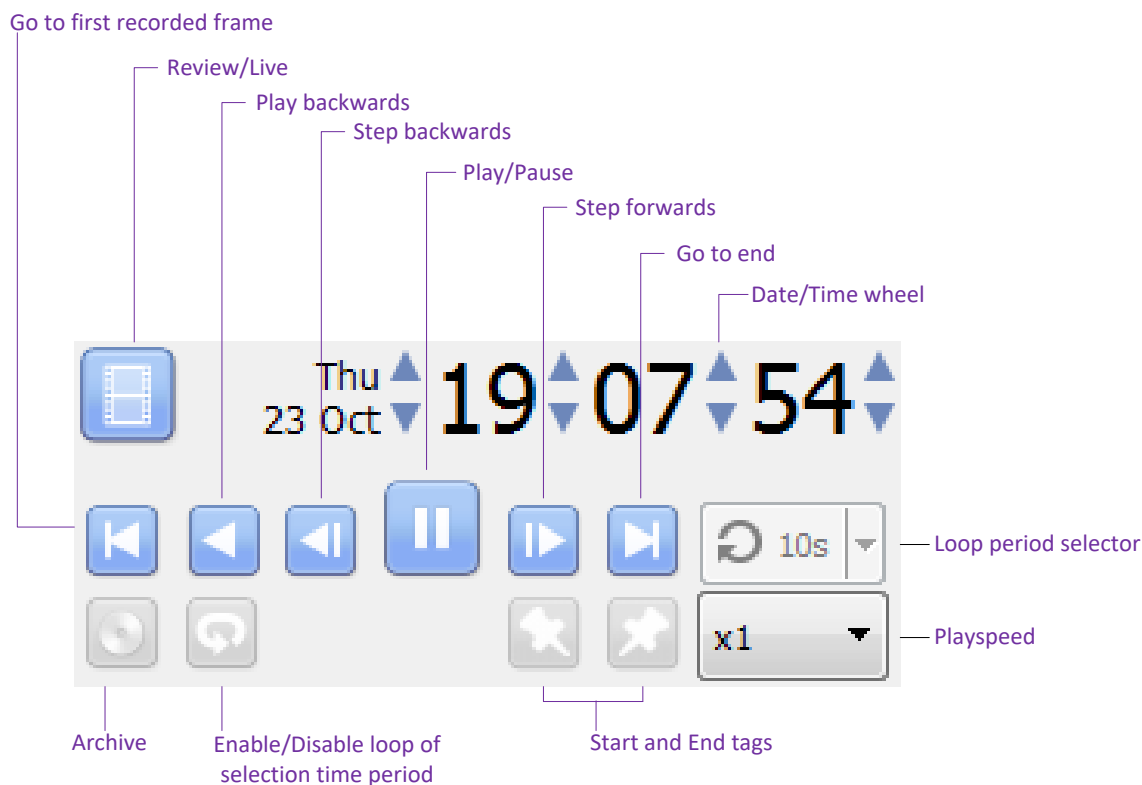 Go to first recorded frame
Review/Live
Play backwards
Step backwards
Play/Pause
Step forwards
Go to end
Date/Time wheel
Thu
23 Oct
19 07 54
10s
Loop period selector
x1
Playspeed
Archive
Enable/Disable loop of
selection time period
Start and End tags